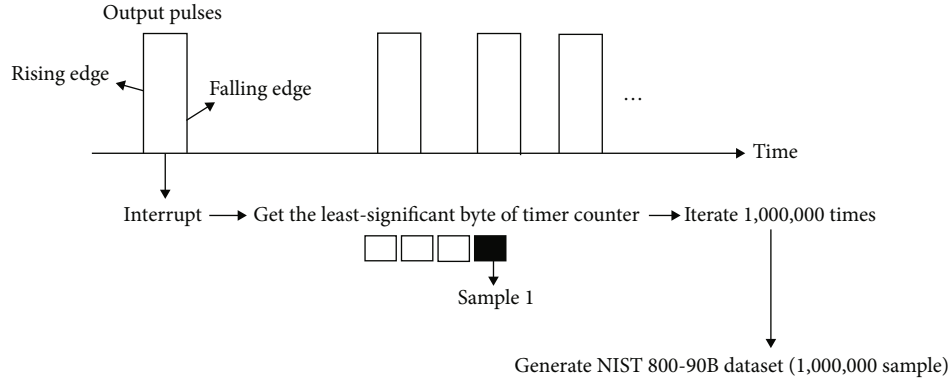 Output pulses
Rising edge
Falling edge
...
Time
Interrupt
Get the least-significant byte of timer counter
Iterate 1,000,000 times
Sample 1
Generate NIST 800-90B dataset (1,000,000 sample)